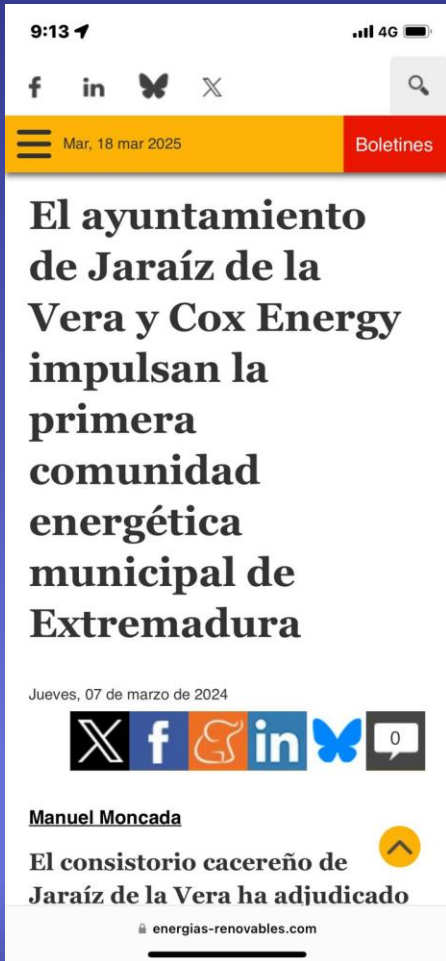 9:13
4G
f in X
Mar, 18 mar 2025
Boletines
El ayuntamiento
de Jaraíz de la
Vera y Cox Energy
impulsan la
primera
comunidad
energética
municipal de
Extremadura
Jueves, 07 de marzo de 2024
X f in 0
Manuel Moncada
El consistorio cacereño de
Jaraíz de la Vera ha adjudicado
energias-renovables.com